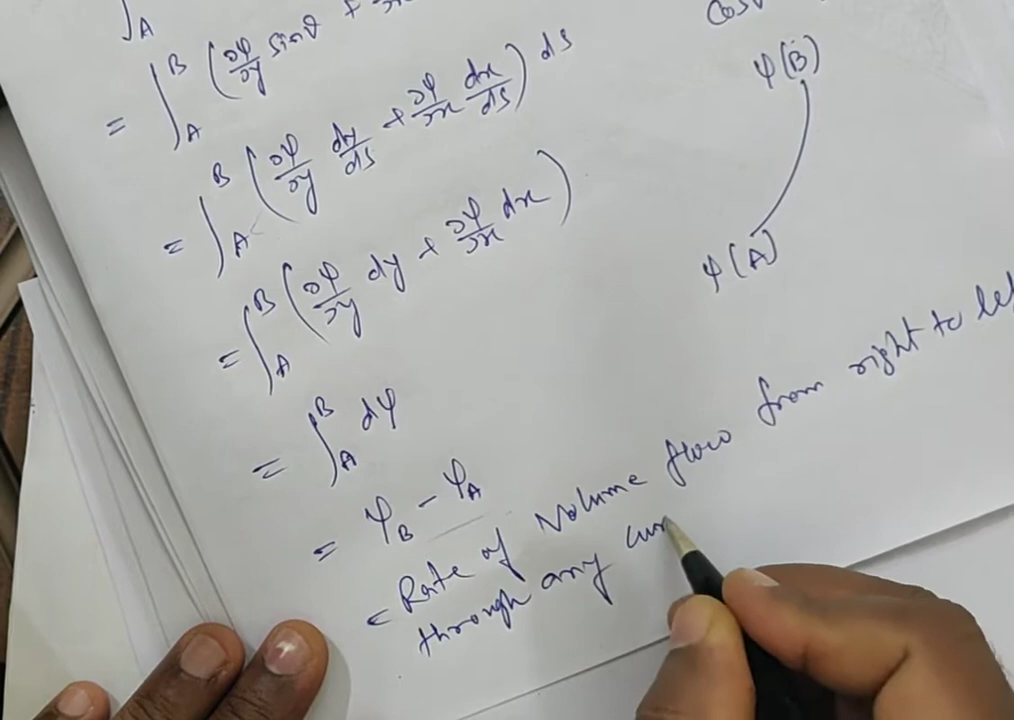 ∫_A
= ∫_A^B (∂ψ/∂y sinθ +
Cos
= ∫_A^B (∂ψ/∂y dy/ds + ∂ψ/∂x dx/ds) ds
= ∫_A^B (∂ψ/∂y dy + ∂ψ/∂x dx)
= ∫_A^B dψ
= ψ_B - ψ_A
= Rate of Volume flow from right to
through any
ψ(B)
ψ(A)